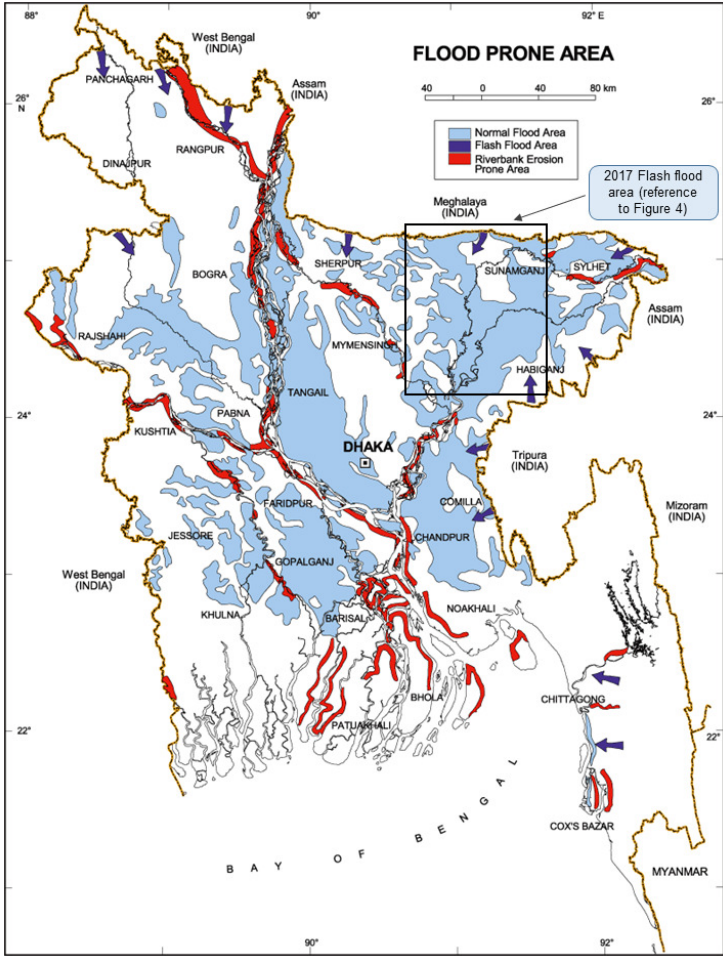 88°
90°
92° E
West Bengal
(INDIA)
FLOOD PRONE AREA
40 0 40 80 km
Assam
(INDIA)
PANCHAGARH
26°
N
26°
Normal Flood Area
Flash Flood Area
Riverbank Erosion
Prone Area
RANGPUR
DINAJPUR
2017 Flash flood
area (reference
to Figure 4)
Meghalaya
(INDIA)
SHERPUR
SUNAMGANJ
SYLHET
BOGRA
Assam
(INDIA)
RAJSHAHI
MYMENSINGH
HABIGANJ
TANGAIL
24°
24°
PABNA
KUSHTIA
DHAKA
Tripura
(INDIA)
Mizoram
(INDIA)
FARIDPUR
COMILLA
JESSORE
CHANDPUR
GOPALGANJ
West Bengal
(INDIA)
KHULNA
BARISAL
NOAKHALI
BHOLA
CHITTAGONG
PATUAKHALI
22°
22°
COX'S BAZAR
BAY OF BENGAL
MYANMAR
90°
92°